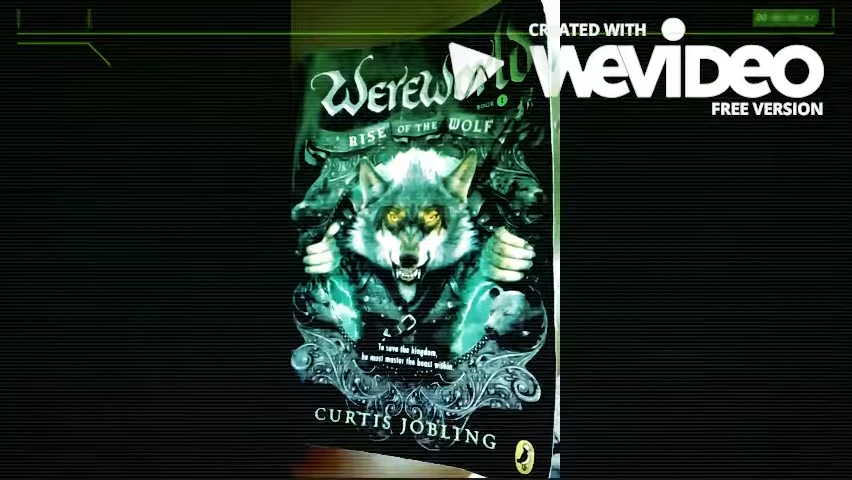 CREATED WITH
WEVIDEO
FREE VERSION
Wereworld
BOOK 1
RISE OF THE WOLF
To save the kingdom,
he must master the beast within.
CURTIS JOBLING